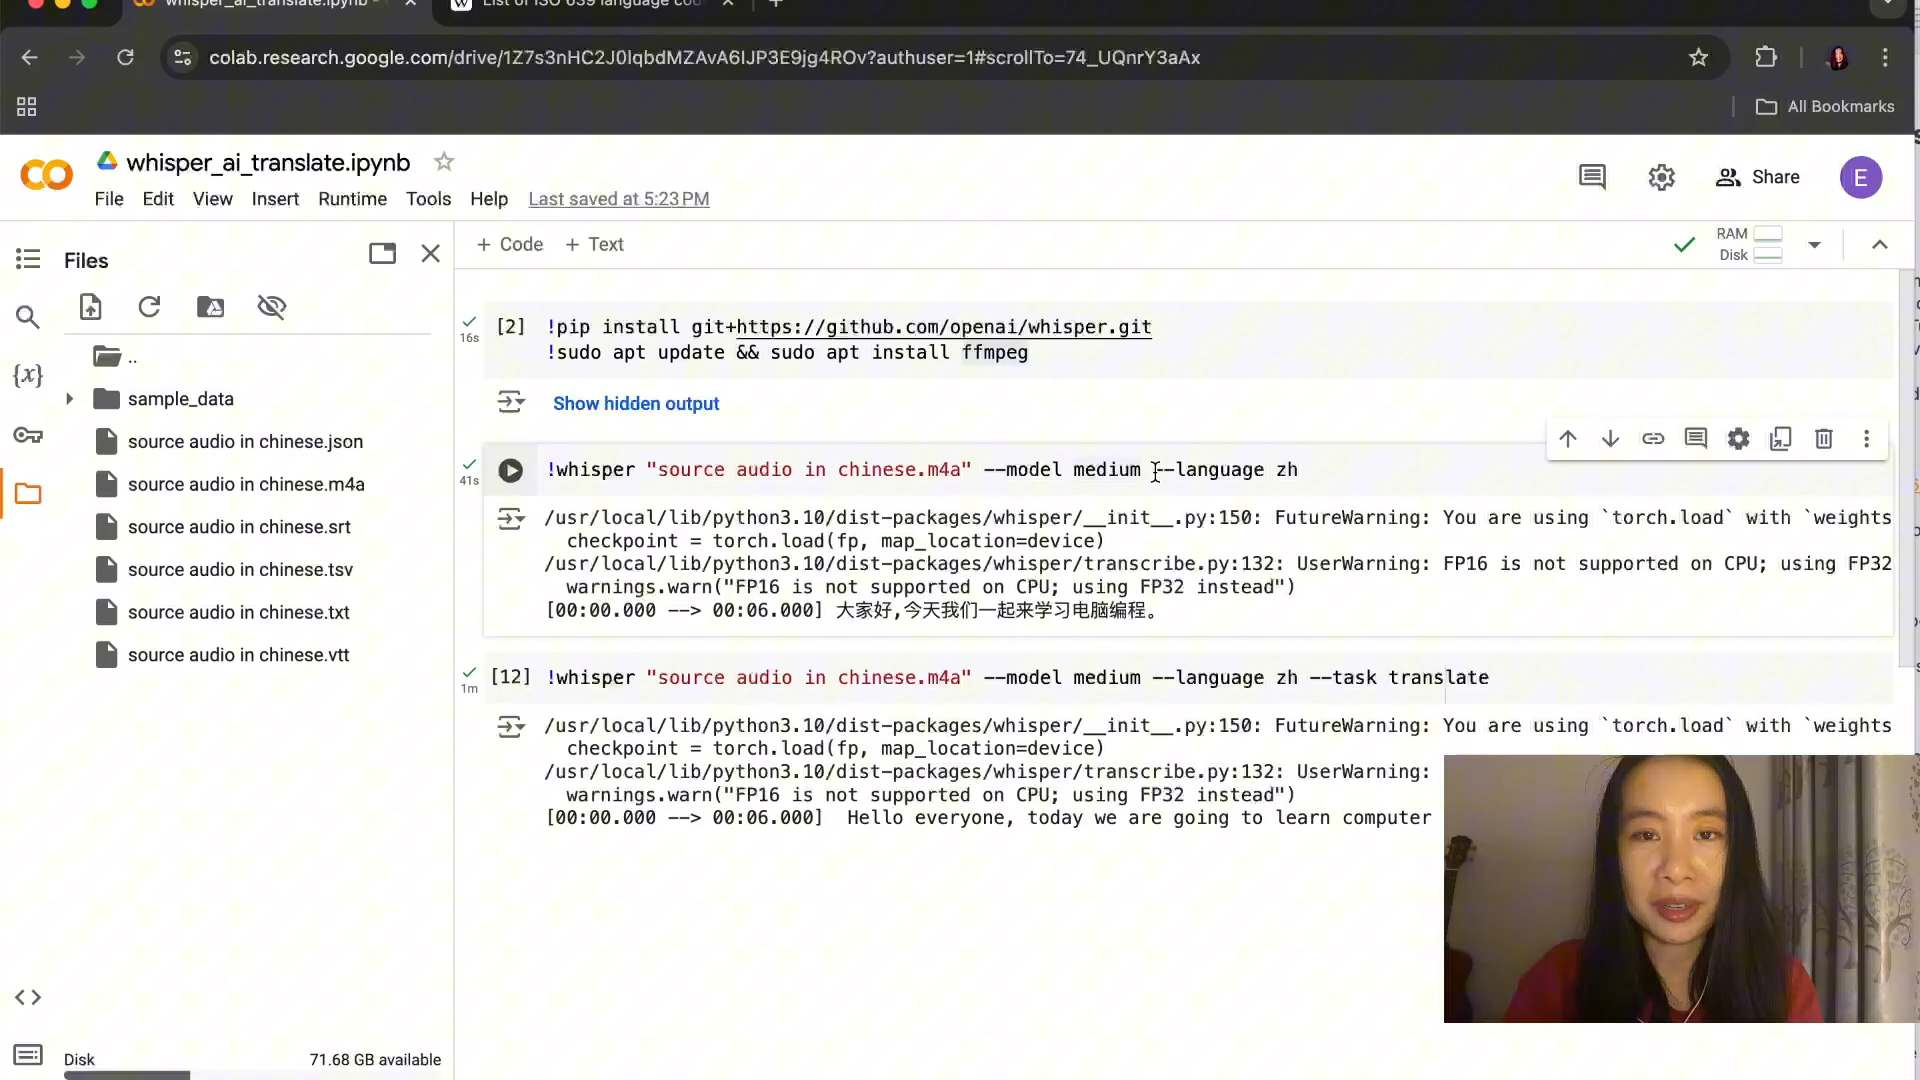 whisper_ai_translate.ipynb -
List of ISO 639 language cod
colab.research.google.com/drive/1Z7s3nHC2J0lqbdMZAvA6IJP3E9jg4ROv?authuser=1#scrollTo=74_UQnrY3aAx
All Bookmarks
whisper_ai_translate.ipynb
Share
E
File Edit View Insert Runtime Tools Help Last saved at 5:23 PM
Files
+ Code + Text
RAM
Disk
..
sample_data
source audio in chinese.json
source audio in chinese.m4a
source audio in chinese.srt
source audio in chinese.tsv
source audio in chinese.txt
source audio in chinese.vtt
Disk 71.68 GB available
16s [2] !pip install git+https://github.com/openai/whisper.git
!sudo apt update && sudo apt install ffmpeg
Show hidden output
41s !whisper "source audio in chinese.m4a" --model medium --language zh
/usr/local/lib/python3.10/dist-packages/whisper/__init__.py:150: FutureWarning: You are using `torch.load` with `weights
checkpoint = torch.load(fp, map_location=device)
/usr/local/lib/python3.10/dist-packages/whisper/transcribe.py:132: UserWarning: FP16 is not supported on CPU; using FP32
warnings.warn("FP16 is not supported on CPU; using FP32 instead")
[00:00.000 --> 00:06.000] 大家好,今天我们一起来学习电脑编程。
1m [12] !whisper "source audio in chinese.m4a" --model medium --language zh --task translate
/usr/local/lib/python3.10/dist-packages/whisper/__init__.py:150: FutureWarning: You are using `torch.load` with `weights
checkpoint = torch.load(fp, map_location=device)
/usr/local/lib/python3.10/dist-packages/whisper/transcribe.py:132: UserWarning:
warnings.warn("FP16 is not supported on CPU; using FP32 instead")
[00:00.000 --> 00:06.000] Hello everyone, today we are going to learn computer